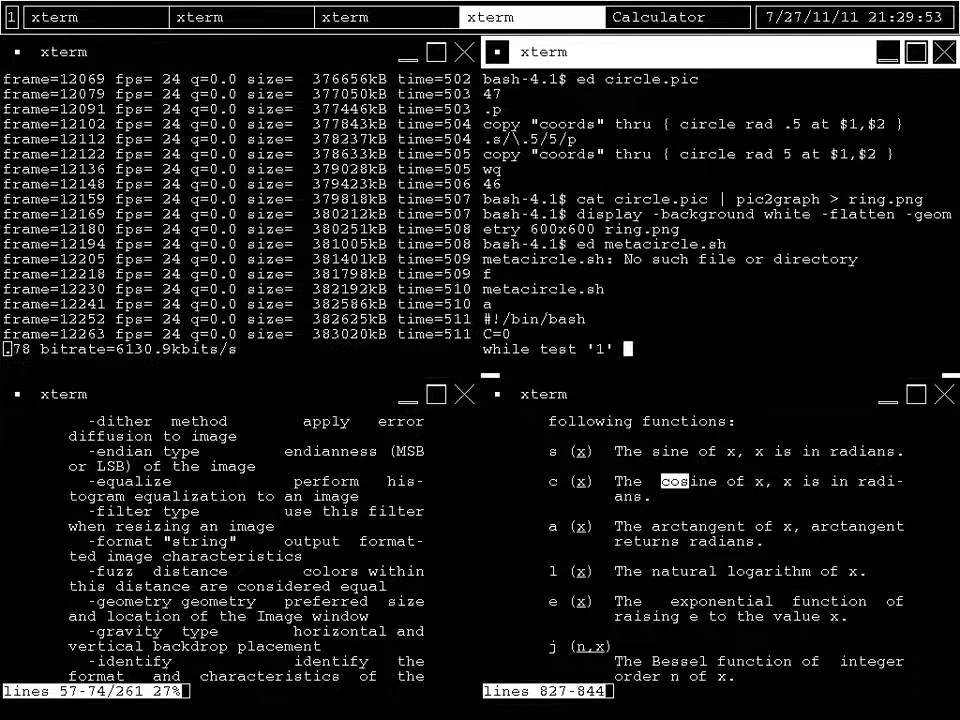 1 xterm xterm xterm xterm Calculator 7/27/11/11 21:29:53
xterm
frame=12069 fps= 24 q=0.0 size=  376656kB time=502
frame=12079 fps= 24 q=0.0 size=  377050kB time=503
frame=12091 fps= 24 q=0.0 size=  377446kB time=503
frame=12102 fps= 24 q=0.0 size=  377843kB time=504
frame=12112 fps= 24 q=0.0 size=  378237kB time=504
frame=12122 fps= 24 q=0.0 size=  378633kB time=505
frame=12136 fps= 24 q=0.0 size=  379028kB time=505
frame=12148 fps= 24 q=0.0 size=  379423kB time=506
frame=12159 fps= 24 q=0.0 size=  379818kB time=507
frame=12169 fps= 24 q=0.0 size=  380212kB time=507
frame=12180 fps= 24 q=0.0 size=  380251kB time=508
frame=12194 fps= 24 q=0.0 size=  381005kB time=508
frame=12205 fps= 24 q=0.0 size=  381401kB time=509
frame=12218 fps= 24 q=0.0 size=  381798kB time=509
frame=12230 fps= 24 q=0.0 size=  382192kB time=510
frame=12241 fps= 24 q=0.0 size=  382586kB time=510
frame=12252 fps= 24 q=0.0 size=  382625kB time=511
frame=12263 fps= 24 q=0.0 size=  383020kB time=511
.78 bitrate=6130.9kbits/s
xterm
bash-4.1$ ed circle.pic
47
.p
copy "coords" thru { circle rad .5 at $1,$2 }
.s/\.5/5/p
copy "coords" thru { circle rad 5 at $1,$2 }
wq
46
bash-4.1$ cat circle.pic | pic2graph > ring.png
bash-4.1$ display -background white -flatten -geom
etry 600x600 ring.png
bash-4.1$ ed metacircle.sh
metacircle.sh: No such file or directory
f
metacircle.sh
a
#!/bin/bash
C=0
while test '1'
xterm
-dither method apply error
diffusion to image
-endian type endianness (MSB
or LSB) of the image
-equalize perform his-
togram equalization to an image
-filter type use this filter
when resizing an image
-format "string" output format-
ted image characteristics
-fuzz distance colors within
this distance are considered equal
-geometry geometry preferred size
and location of the Image window
-gravity type horizontal and
vertical backdrop placement
-identify identify the
format and characteristics of the
lines 57-74/261 27%
xterm
following functions:
s (x) The sine of x, x is in radians.
c (x) The cosine of x, x is in radi-
ans.
a (x) The arctangent of x, arctangent
returns radians.
l (x) The natural logarithm of x.
e (x) The exponential function of
raising e to the value x.
j (n,x)
The Bessel function of integer
order n of x.
lines 827-844